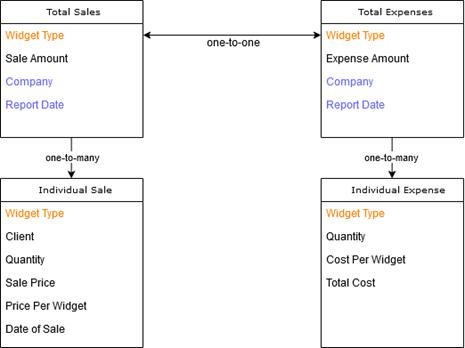 Total Sales
Widget Type
Sale Amount
Company
Report Date
one-to-one
Total Expenses
Widget Type
Expense Amount
Company
Report Date
one-to-many
one-to-many
Individual Sale
Widget Type
Client
Quantity
Sale Price
Price Per Widget
Date of Sale
Individual Expense
Widget Type
Quantity
Cost Per Widget
Total Cost